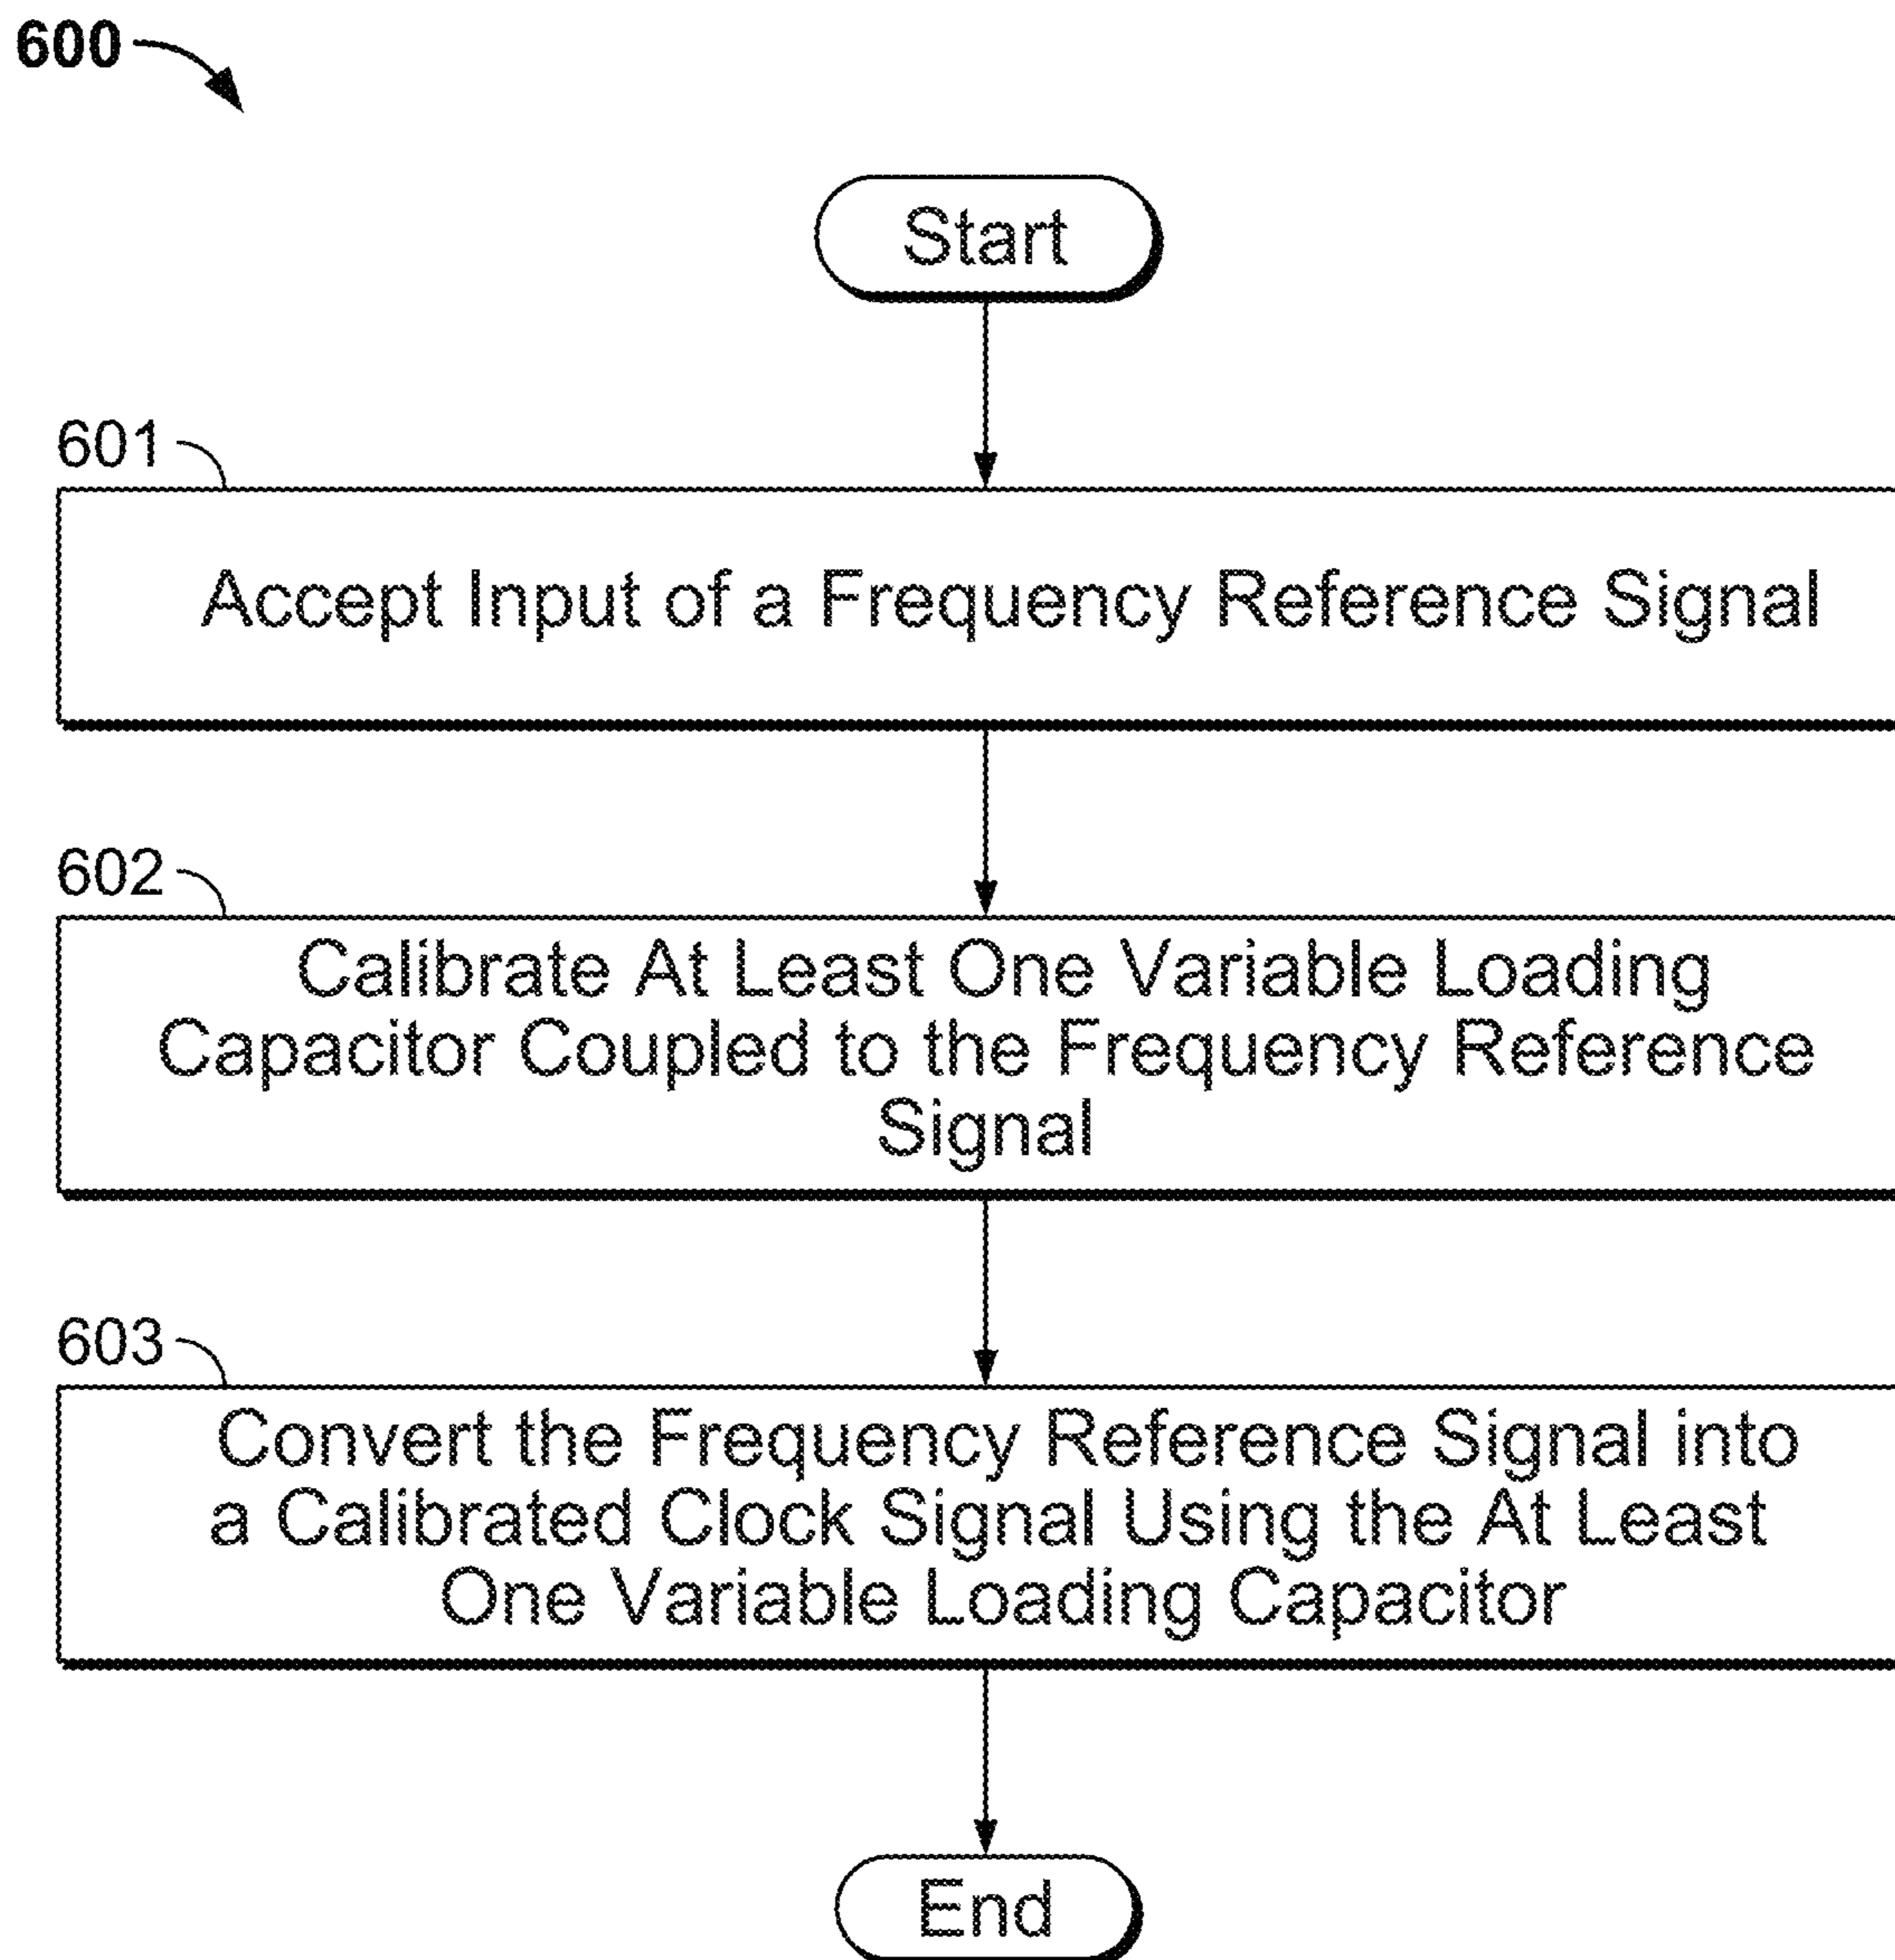 600
Start
601
Accept Input of a Frequency Reference Signal
602
Calibrate At Least One Variable Loading
Capacitor Coupled to the Frequency Reference
Signal
603
Convert the Frequency Reference Signal into
a Calibrated Clock Signal Using the At Least
One Variable Loading Capacitor
End